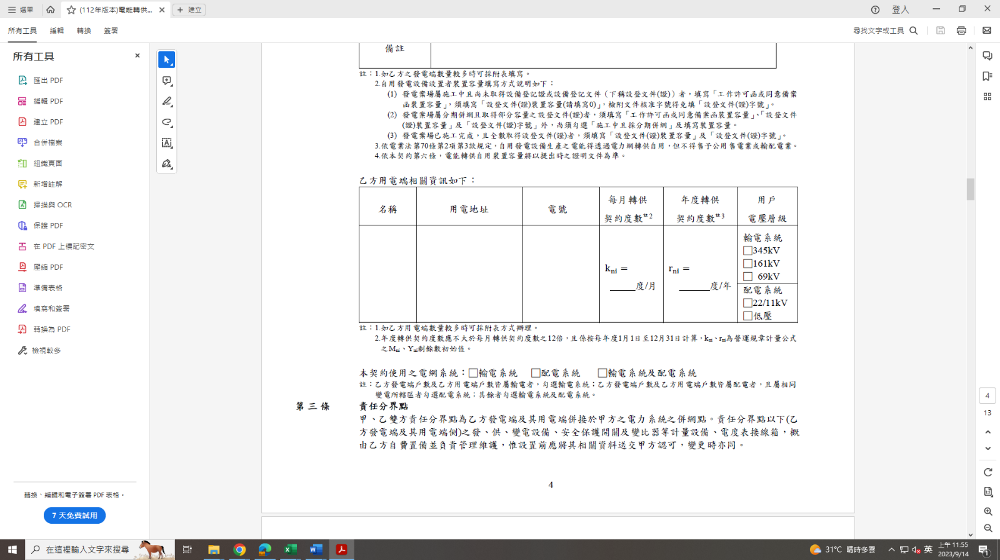 選單
(112年版本)電能轉供...
建立
登入
所有工具
編輯
轉換
簽署
尋找文字或工具
所有工具
匯出 PDF
編輯 PDF
建立 PDF
合併檔案
組織頁面
新增註解
掃描與 OCR
保護 PDF
在 PDF 上標記密文
壓縮 PDF
準備表格
填寫和簽署
轉換為 PDF
檢視較多
轉換、編輯和電子簽署 PDF 表格。
7 天免費試用
備註
註：1.如乙方之發電端數量較多時可採附表填寫。
2.自用發電設備設置者裝置容量填寫方式說明如下：
(1) 發電案場屬施工中且尚未取得設備登記證或設備登記文件（下稱設登文件(證)）者，填寫「工作許可函或同意備案
函裝置容量」，須填寫「設登文件(證)裝置容量(請填寫0)」，檢附文件核准字號得免填「設登文件(證)字號」。
(2) 發電案場屬分期併網且取得部分容量之設登文件(證)者，須填寫「工作許可函或同意備案函裝置容量」、「設登文件
(證)裝置容量」及「設登文件(證)字號」外，尚須勾選「施工中且採分期併網」及填寫裝置容量。
(3) 發電案場已施工完成，且全數取得設登文件(證)者，須填寫「設登文件(證)裝置容量」及「設登文件(證)字號」。
3.依電業法第70條第2項第3款規定，自用發電設備生產之電能得透過電力網轉供自用，但不得售予公用售電業或輸配電業。
4.依本契約第六條，電能轉供自用裝置容量將以提出時之證明文件為準。
乙方用電端相關資訊如下：
名稱
用電地址
電號
每月轉供
契約度數註2
年度轉供
契約度數註3
用戶
電壓層級
kni =
______度/月
rni =
______度/年
輸電系統
□345kV
□161kV
□ 69kV
配電系統
□22/11kV
□低壓
註：1.如乙方用電端數量較多時可採附表方式辦理。
2.年度轉供契約度數應不大於每月轉供契約度數之12倍，且係按每年度1月1日至12月31日計算，kni、rni為營運規章計量公式
之Mni、Yni剩餘數初始值。
本契約使用之電網系統：□輸電系統 □配電系統 □輸電系統及配電系統
註：乙方發電端戶數及乙方用電端戶數皆屬輸電者，勾選輸電系統；乙方發電端戶數及乙方用電端戶數皆屬配電者，且屬相同
變電所轄區者勾選配電系統；其餘者勾選輸電系統及配電系統。
第三條 責任分界點
甲、乙雙方責任分界點為乙方發電端及其用電端併接於甲方之電力系統之併網點。責任分界點以下(乙
方發電端及其用電端側)之發、供、變電設備、安全保護開關及變比器等計量設備、電度表接線箱，概
由乙方自費置備並負責管理維護，惟設置前應將其相關資料送交甲方認可，變更時亦同。
4
4
13
在這裡輸入文字來搜尋
31°C 晴時多雲
英
上午 11:55
2023/9/14
1